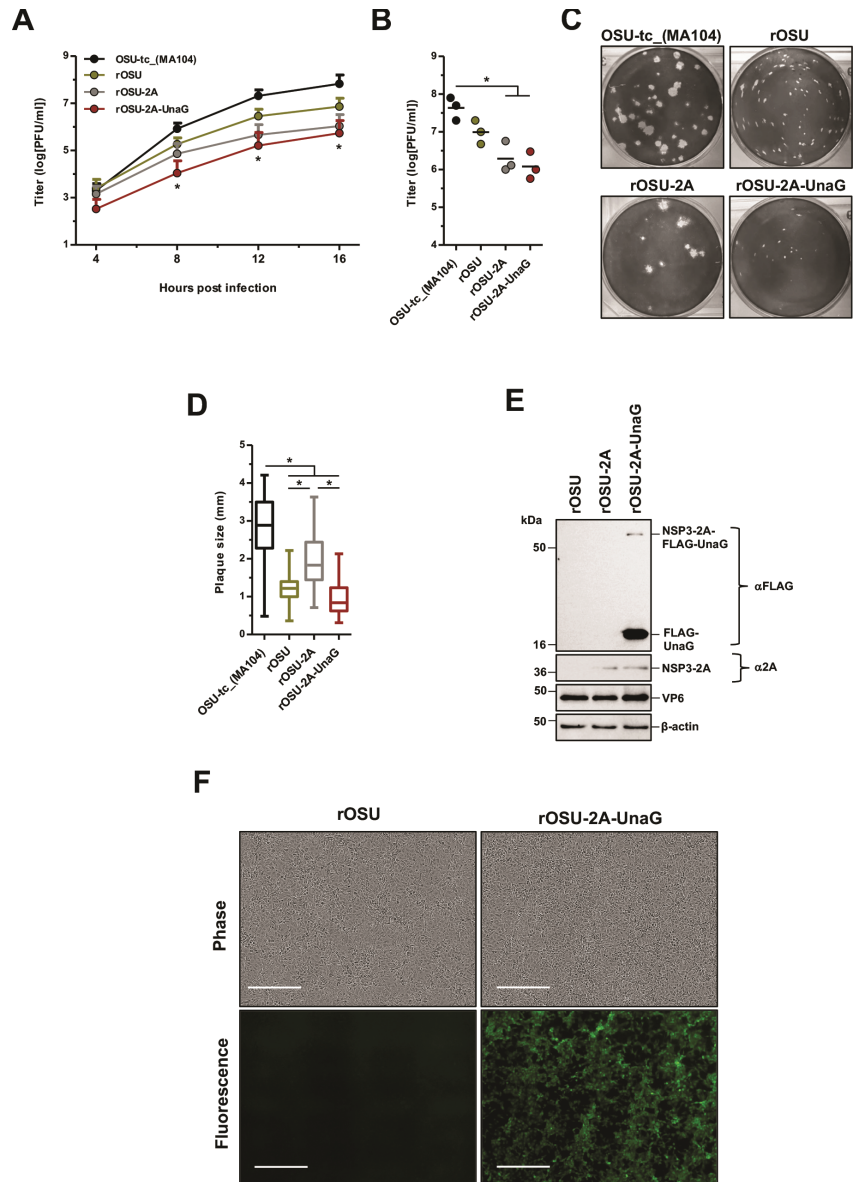 A
Titer (log[PFU/ml])
9
7
5
3
1
OSU-tc_(MA104)
rOSU
rOSU-2A
rOSU-2A-UnaG
*
*
*
4
8
12
16
Hours post infection
B
Titer (log[PFU/ml])
9
8
7
6
5
4
*
OSU-tc_(MA104)
rOSU
rOSU-2A
rOSU-2A-UnaG
C
OSU-tc_(MA104)
rOSU
rOSU-2A
rOSU-2A-UnaG
D
Plaque size (mm)
5
4
3
2
1
0
*
*
*
OSU-tc_(MA104)
rOSU
rOSU-2A
rOSU-2A-UnaG
E
rOSU
rOSU-2A
rOSU-2A-UnaG
kDa
50
16
36
50
50
NSP3-2A-
FLAG-UnaG
αFLAG
FLAG-
UnaG
NSP3-2A
α2A
VP6
β-actin
F
rOSU
rOSU-2A-UnaG
Phase
Fluorescence